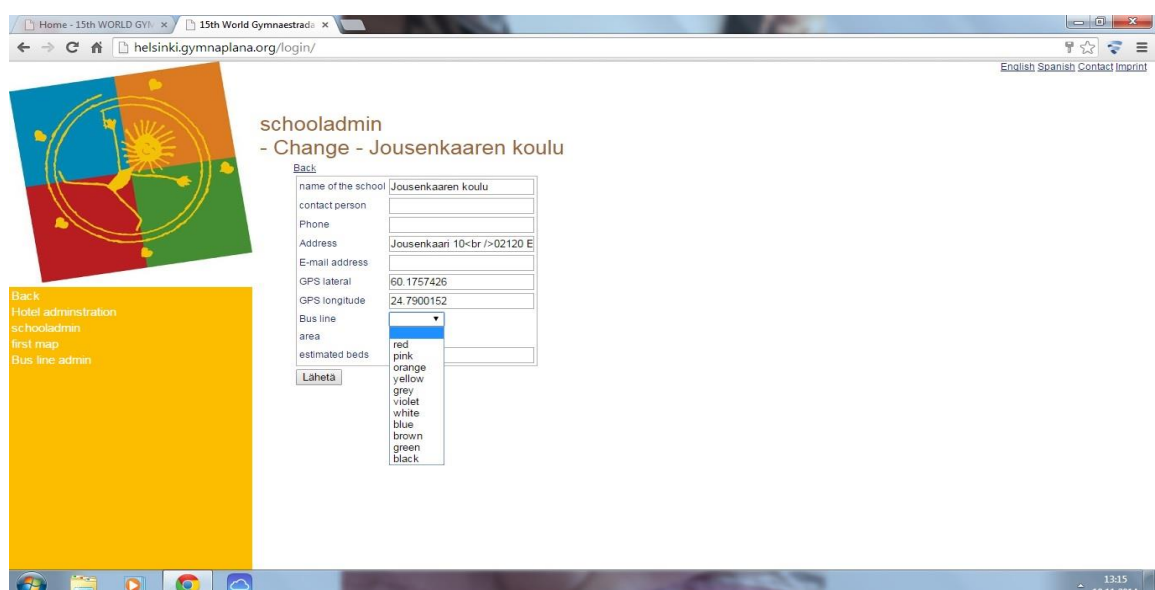 Home - 15th WORLD GYN
15th World Gymnaestrada
helsinki.gymnaplana.org/login/
English Spanish Contact Imprint
schooladmin
- Change - Jousenkaaren koulu
Back
name of the school Jousenkaaren koulu
contact person
Phone
Address Jousenkaari 10<br />02120 E
E-mail address
GPS lateral 60.1757426
GPS longitude 24.7900152
Bus line
area
estimated beds
red
pink
orange
yellow
grey
violet
white
blue
brown
green
black
Lähetä
Back
Hotel adminstration
schooladmin
first map
Bus line admin
13:15